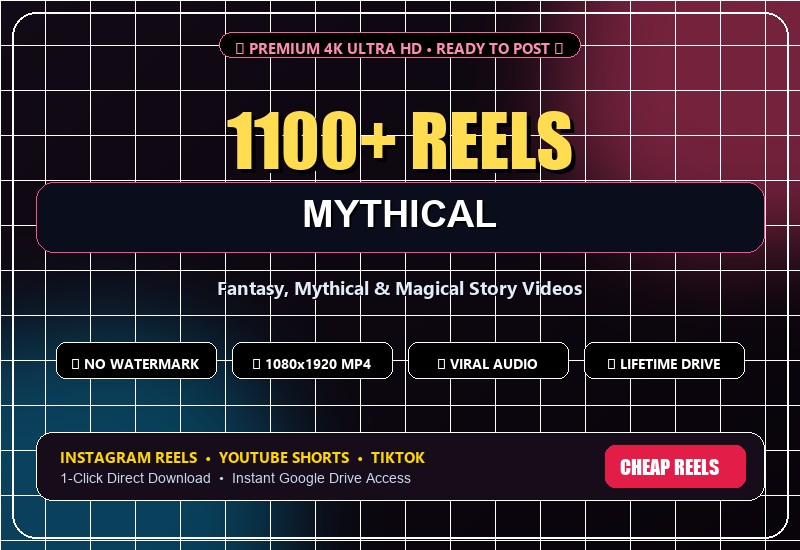 PREMIUM 4K ULTRA HD • READY TO POST
1100+ REELS
MYTHICAL
Fantasy, Mythical & Magical Story Videos
NO WATERMARK
1080x1920 MP4
VIRAL AUDIO
LIFETIME DRIVE
INSTAGRAM REELS • YOUTUBE SHORTS • TIKTOK
1-Click Direct Download • Instant Google Drive Access
CHEAP REELS